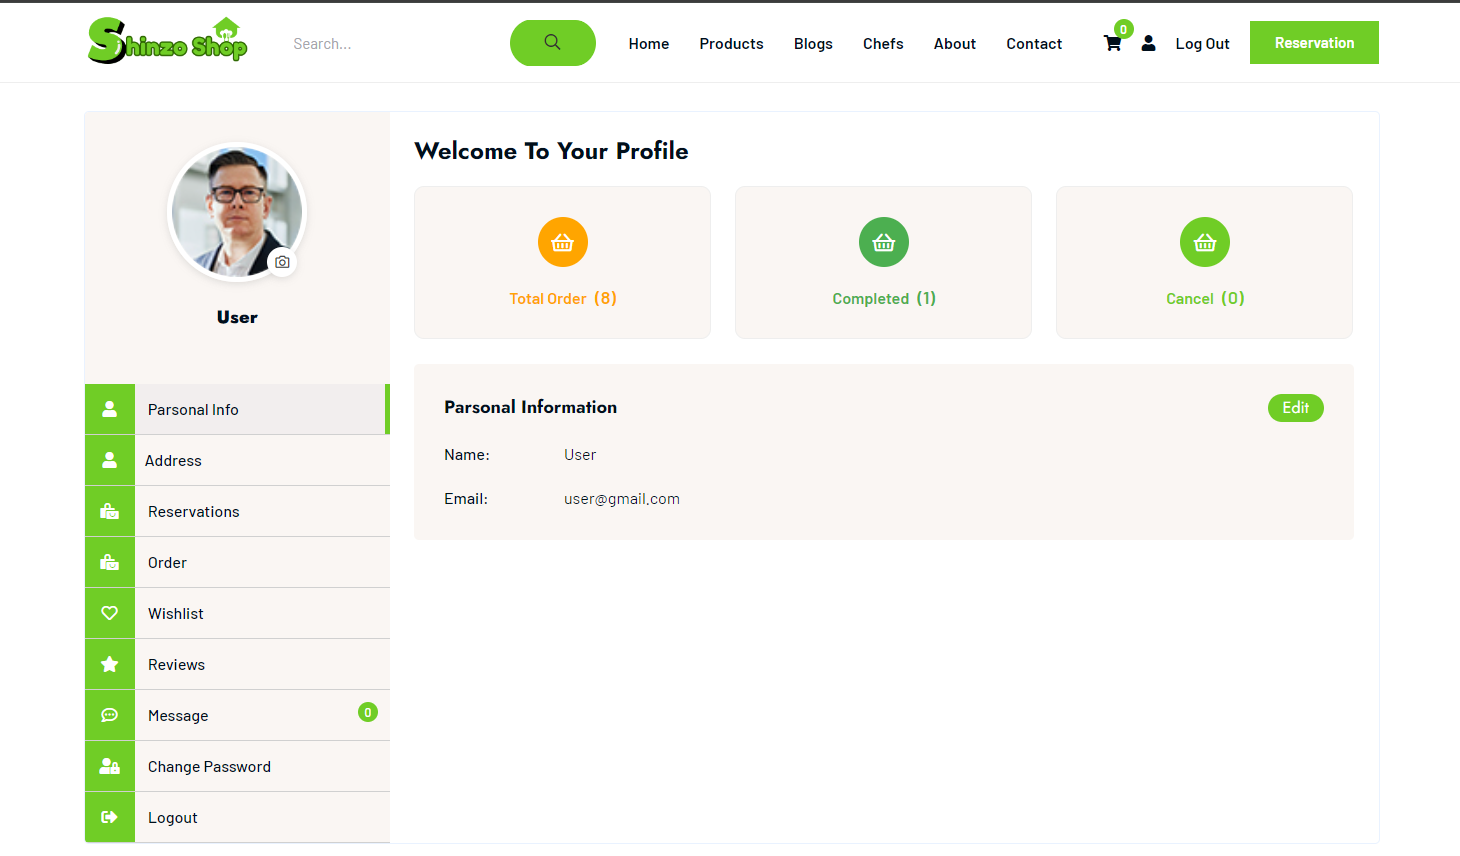 Shinzo Shop
Search...
Home Products Blogs Chefs About Contact
0
Log Out
Reservation
User
Parsonal Info
Address
Reservations
Order
Wishlist
Reviews
Message 0
Change Password
Logout
Welcome To Your Profile
Total Order (8)
Completed (1)
Cancel (0)
Parsonal Information
Edit
Name: User
Email: user@gmail.com